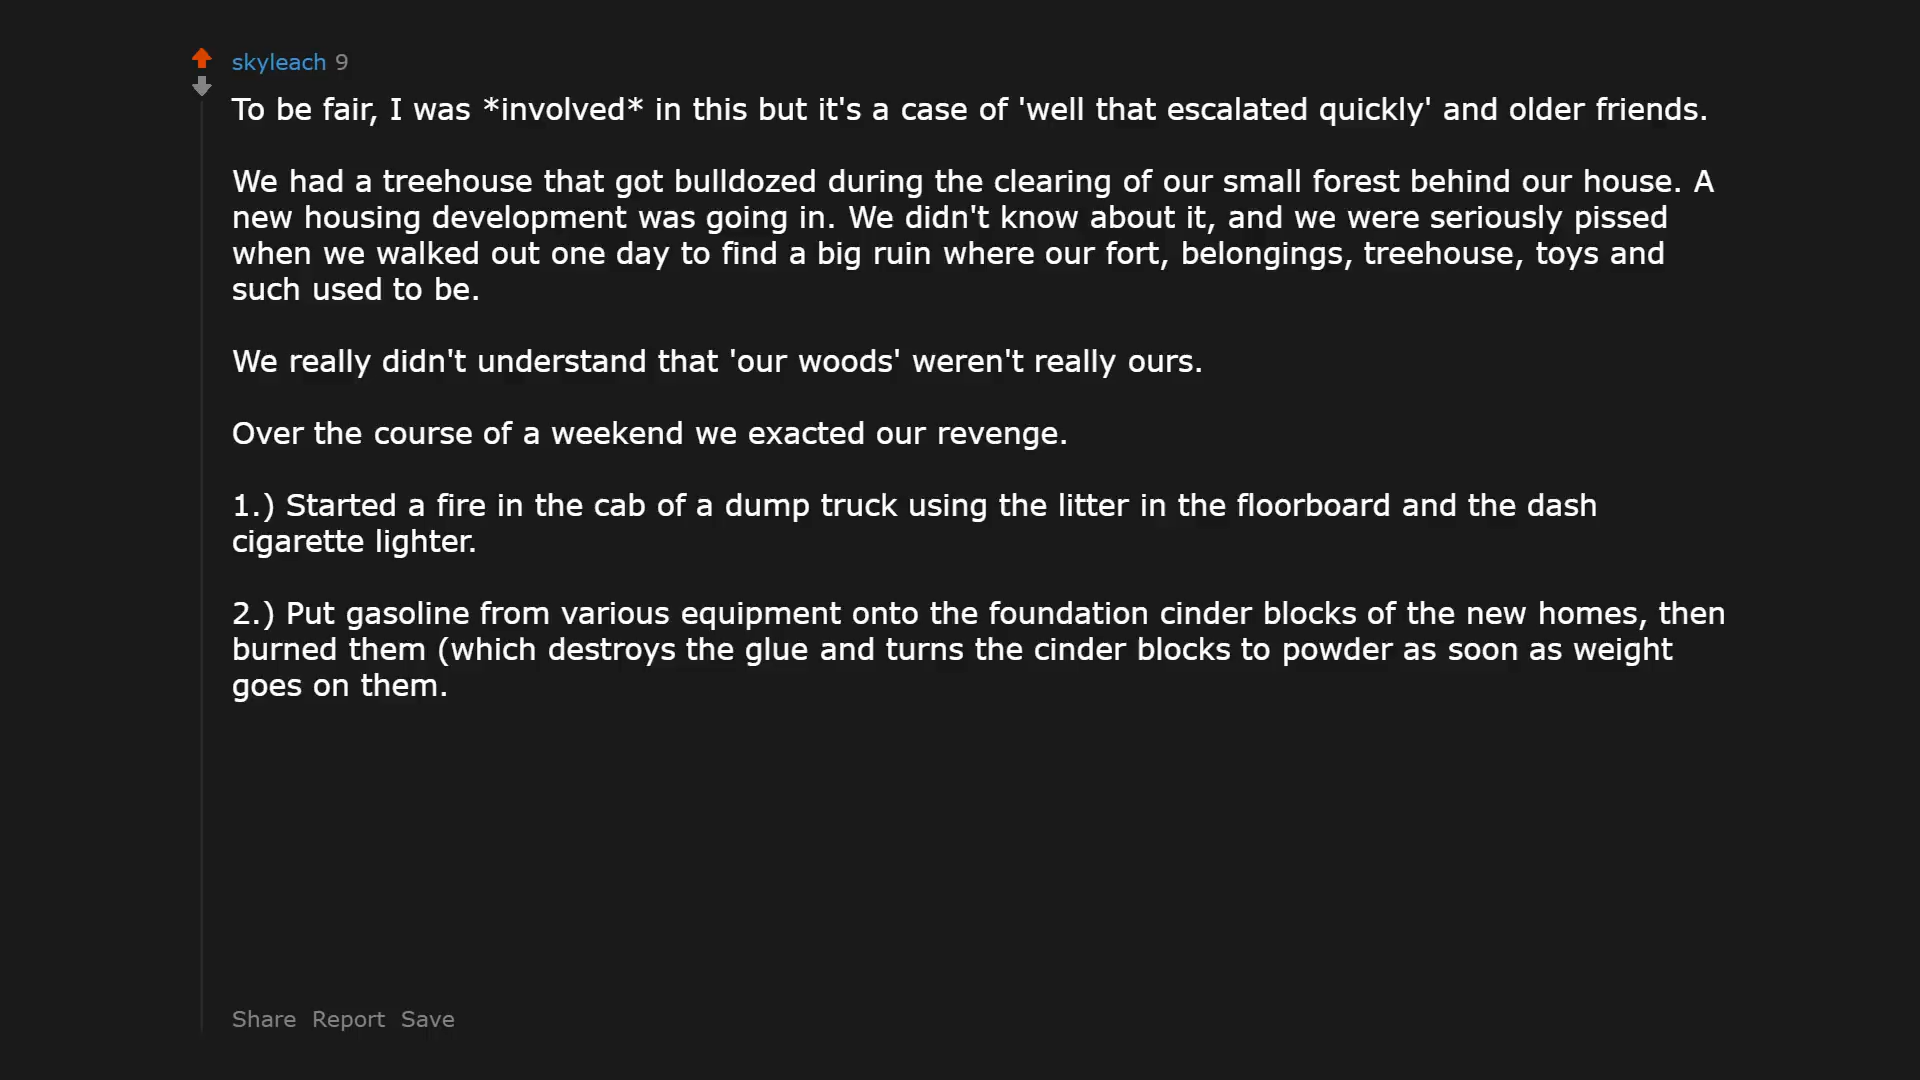 skyleach 9
To be fair, I was *involved* in this but it's a case of 'well that escalated quickly' and older friends.
We had a treehouse that got bulldozed during the clearing of our small forest behind our house. A
new housing development was going in. We didn't know about it, and we were seriously pissed
when we walked out one day to find a big ruin where our fort, belongings, treehouse, toys and
such used to be.
We really didn't understand that 'our woods' weren't really ours.
Over the course of a weekend we exacted our revenge.
1.) Started a fire in the cab of a dump truck using the litter in the floorboard and the dash
cigarette lighter.
2.) Put gasoline from various equipment onto the foundation cinder blocks of the new homes, then
burned them (which destroys the glue and turns the cinder blocks to powder as soon as weight
goes on them.
Share Report Save